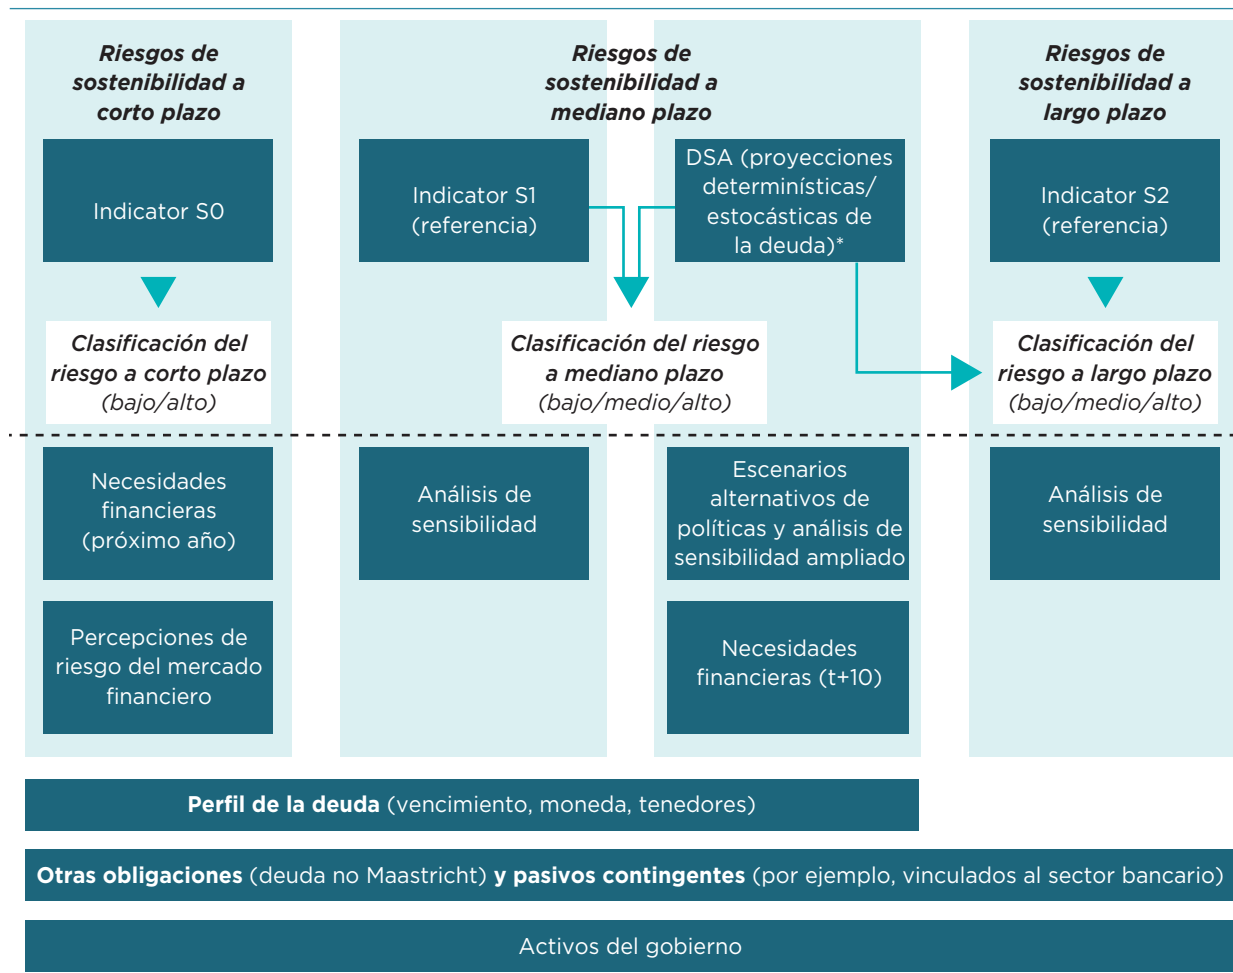 Riesgos de
sostenibilidad a
corto plazo
Riesgos de
sostenibilidad a
mediano plazo
Riesgos de
sostenibilidad a
largo plazo
Indicator S0
Indicator S1
(referencia)
DSA (proyecciones
determinísticas/
estocásticas de
la deuda)*
Indicator S2
(referencia)
Clasificación del
riesgo a corto plazo
(bajo/alto)
Clasificación del riesgo
a mediano plazo
(bajo/medio/alto)
Clasificación del
riesgo a largo plazo
(bajo/medio/alto)
Necesidades
financieras
(próximo año)
Análisis de
sensibilidad
Escenarios
alternativos de
políticas y análisis de
sensibilidad ampliado
Análisis de
sensibilidad
Percepciones de
riesgo del mercado
financiero
Necesidades
financieras (t+10)
Perfil de la deuda (vencimiento, moneda, tenedores)
Otras obligaciones (deuda no Maastricht) y pasivos contingentes (por ejemplo, vinculados al sector bancario)
Activos del gobierno